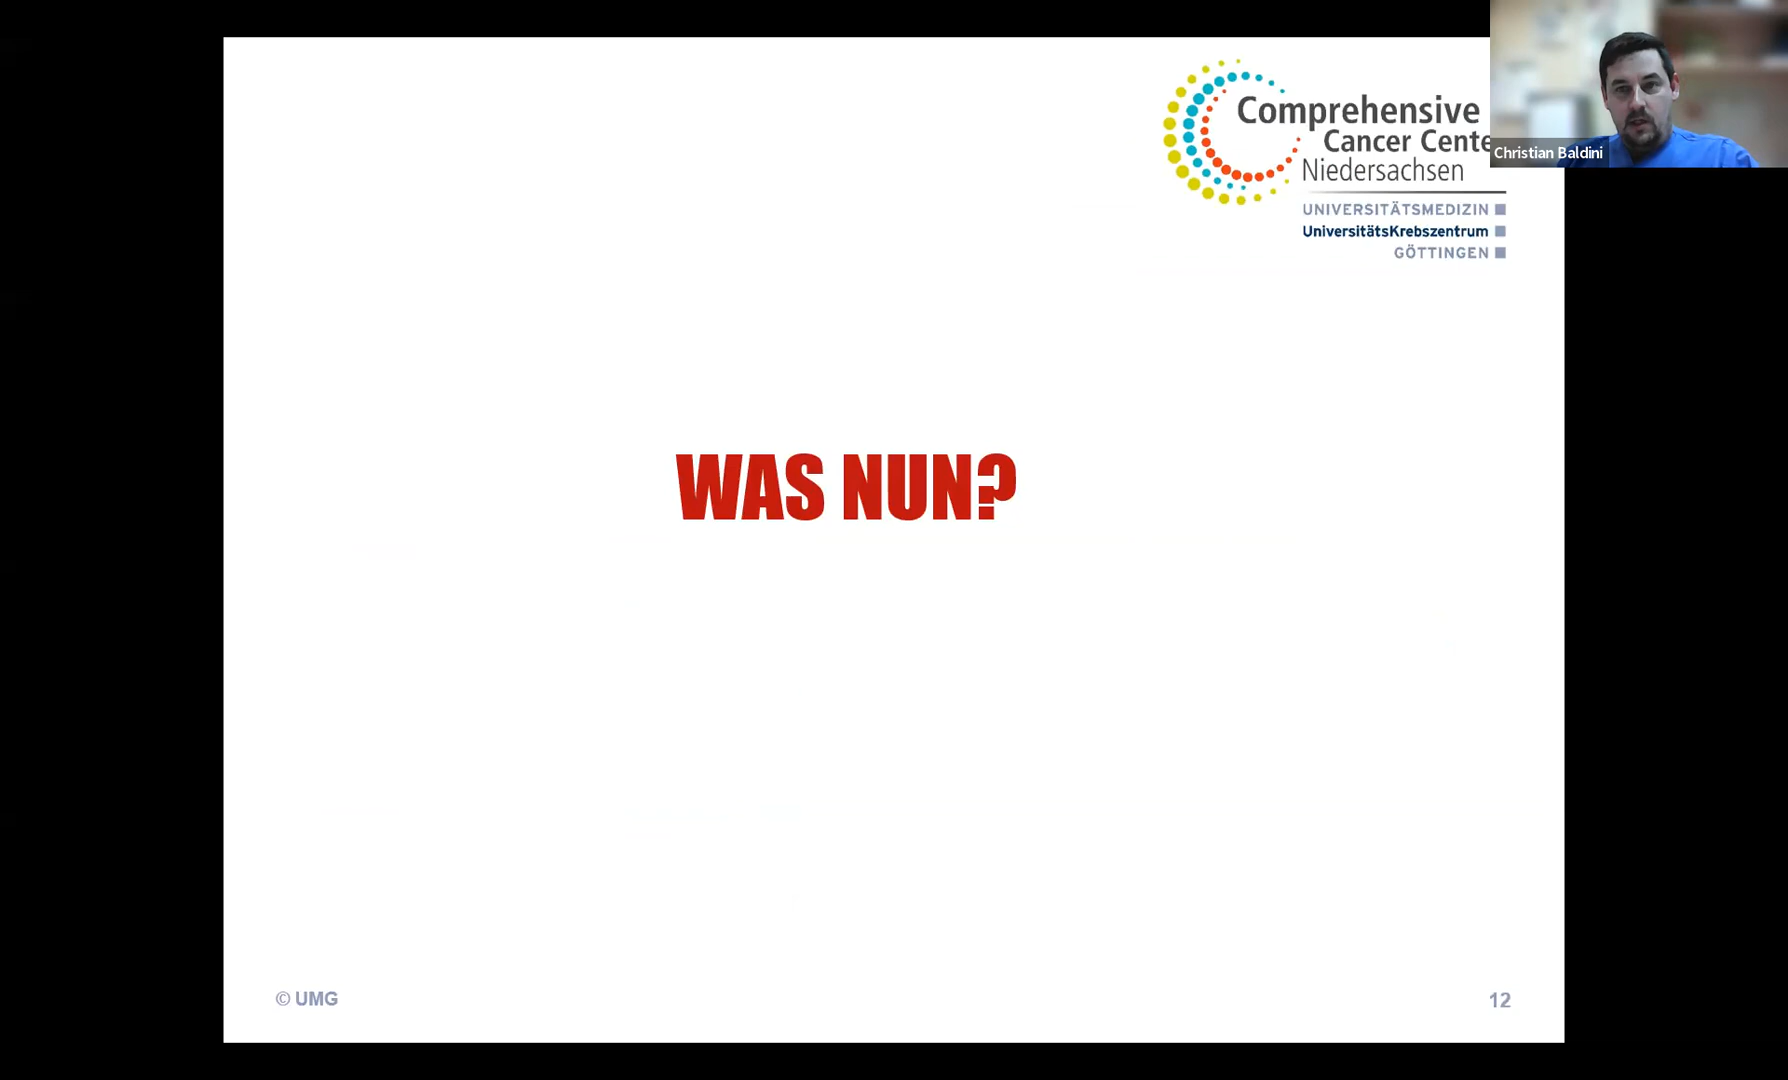 Comprehensive
Cancer Cente
Niedersachsen
UNIVERSITÄTSMEDIZIN
UniversitätsKrebszentrum
GÖTTINGEN
Christian Baldini
WAS NUN?
© UMG
12